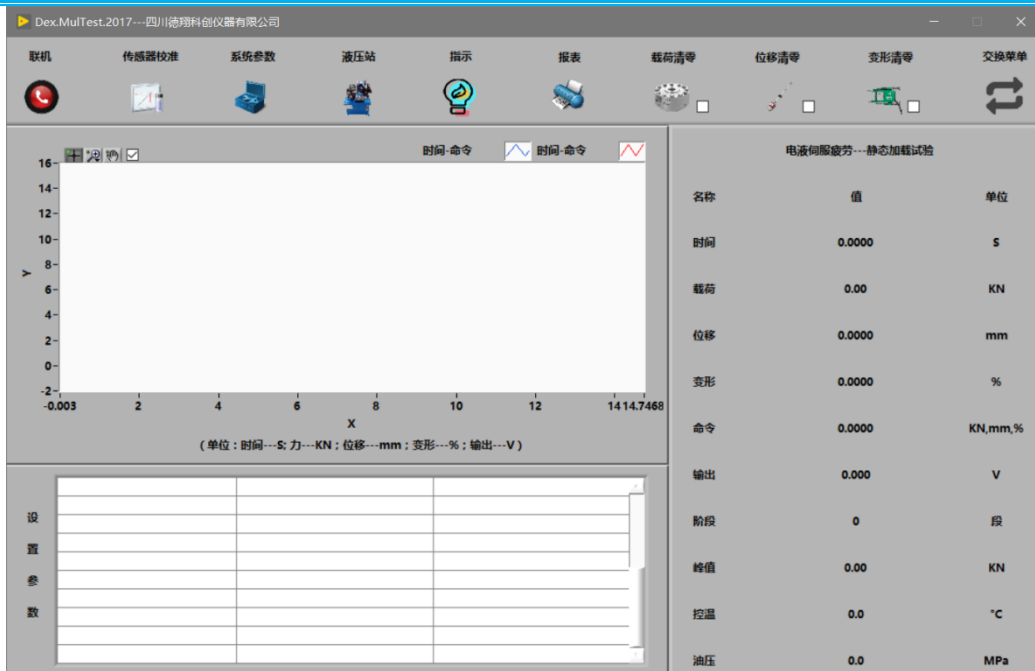 Dex.MulTest.2017---四川德翔科创仪器有限公司
联机 传感器校准 系统参数 液压站 指示 报表 载荷清零 位移清零 变形清零 交换菜单
时间-命令 时间-命令
16
14
12
10
8
6
4
2
0
-2
Y
-0.003 2 4 6 8 10 12 14 14.7468
X
（单位：时间---S; 力---KN；位移---mm；变形---%；输出---V）
设置参数
电液伺服疲劳---静态加载试验
名称 值 单位
时间 0.0000 S
载荷 0.00 KN
位移 0.0000 mm
变形 0.0000 %
命令 0.0000 KN,mm,%
输出 0.000 V
阶段 0 段
峰值 0.00 KN
控温 0.0 °C
油压 0.0 MPa